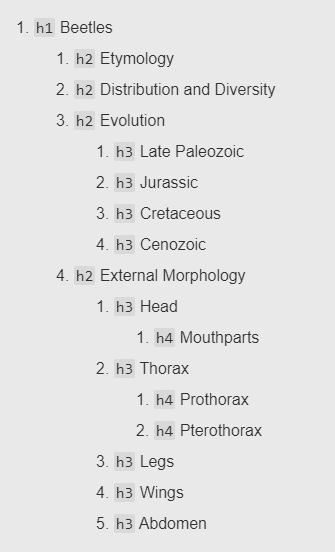 1. h1 Beetles
1. h2 Etymology
2. h2 Distribution and Diversity
3. h2 Evolution
1. h3 Late Paleozoic
2. h3 Jurassic
3. h3 Cretaceous
4. h3 Cenozoic
4. h2 External Morphology
1. h3 Head
1. h4 Mouthparts
2. h3 Thorax
1. h4 Prothorax
2. h4 Pterothorax
3. h3 Legs
4. h3 Wings
5. h3 Abdomen